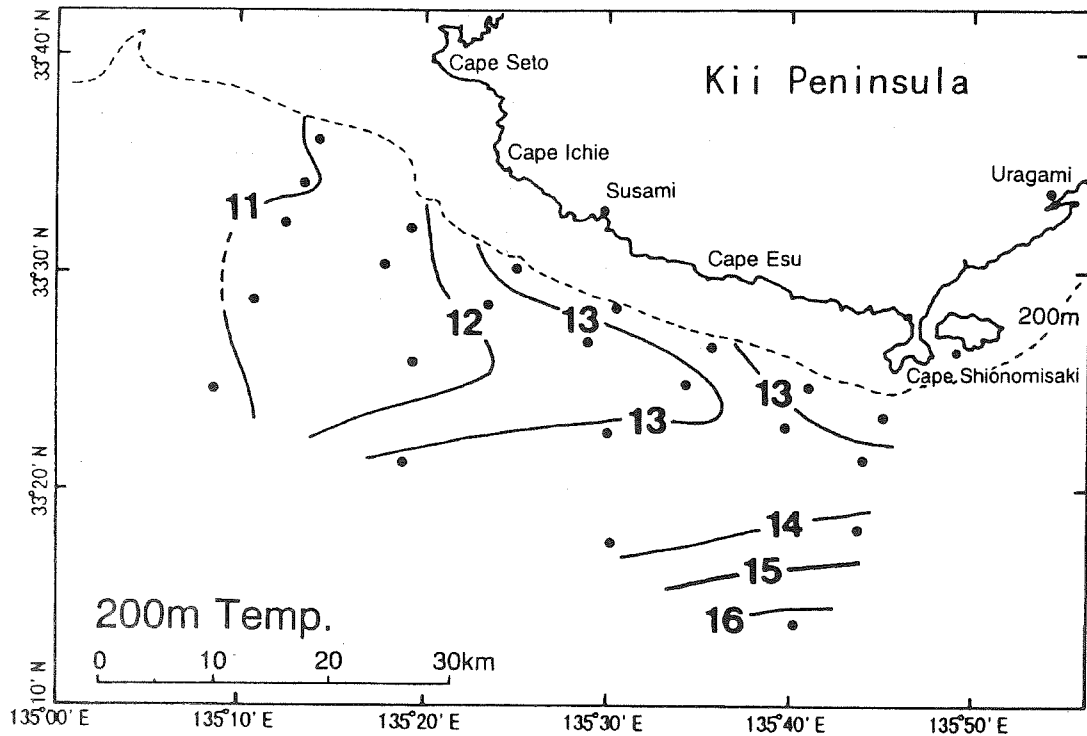 33°40' N
Cape Seto
Kii Peninsula
Cape Ichie
Susami
Uragami
11
33°30' N
Cape Esu
12
13
200m
Cape Shiónomisaki
13
13
33°20' N
14
15
16
200m Temp.
0 10 20 30km
33°10' N
135°00' E 135°10' E 135°20' E 135°30' E 135°40' E 135°50' E